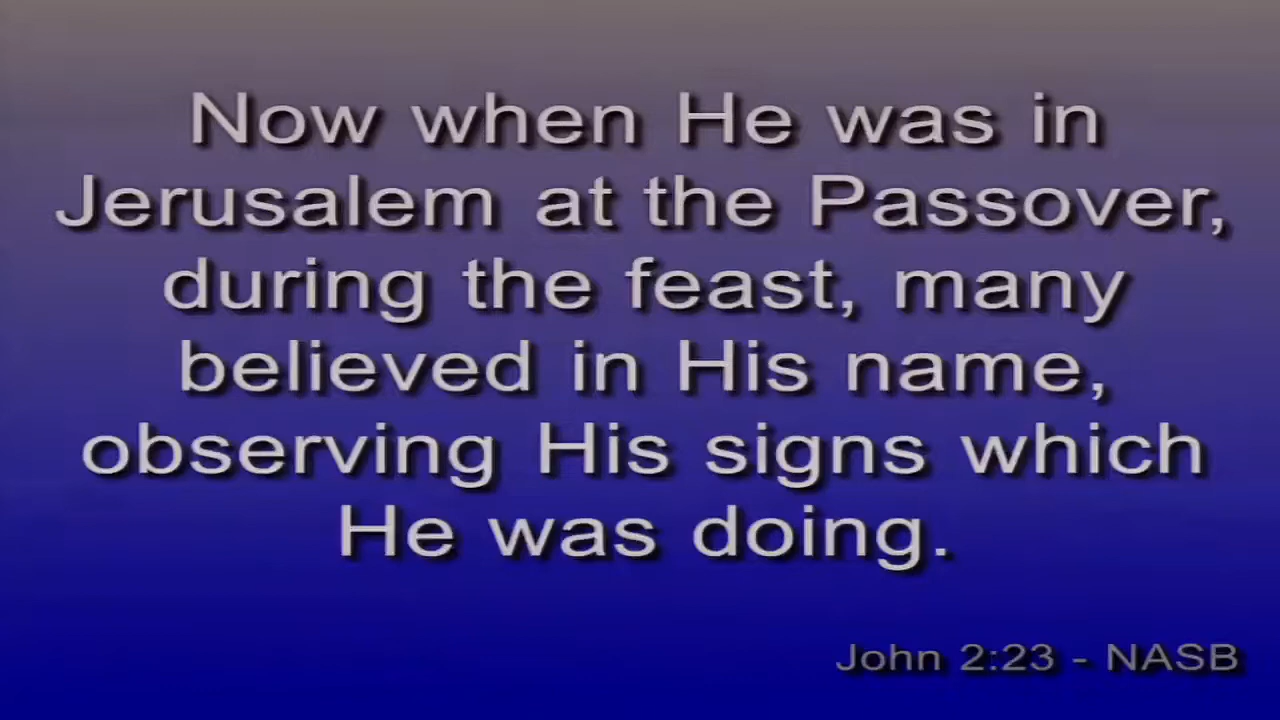 Now when He was in
Jerusalem at the Passover,
during the feast, many
believed in His name,
observing His signs which
He was doing.
John 2:23 - NASB